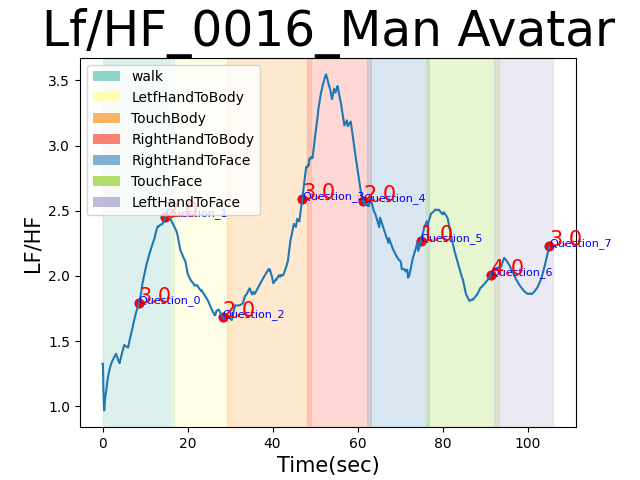 Lf/HF_0016_Man Avatar
walk
LetfHandToBody
TouchBody
RightHandToBody
RightHandToFace
TouchFace
LeftHandToFace
3.5
3.0
2.5
2.0
1.5
1.0
LF/HF
0
20
40
60
80
100
Time(sec)
3.0
Question_0
Question_1
2.0
Question_2
3.0
Question_3
2.0
Question_4
1.0
Question_5
4.0
Question_6
3.0
Question_7